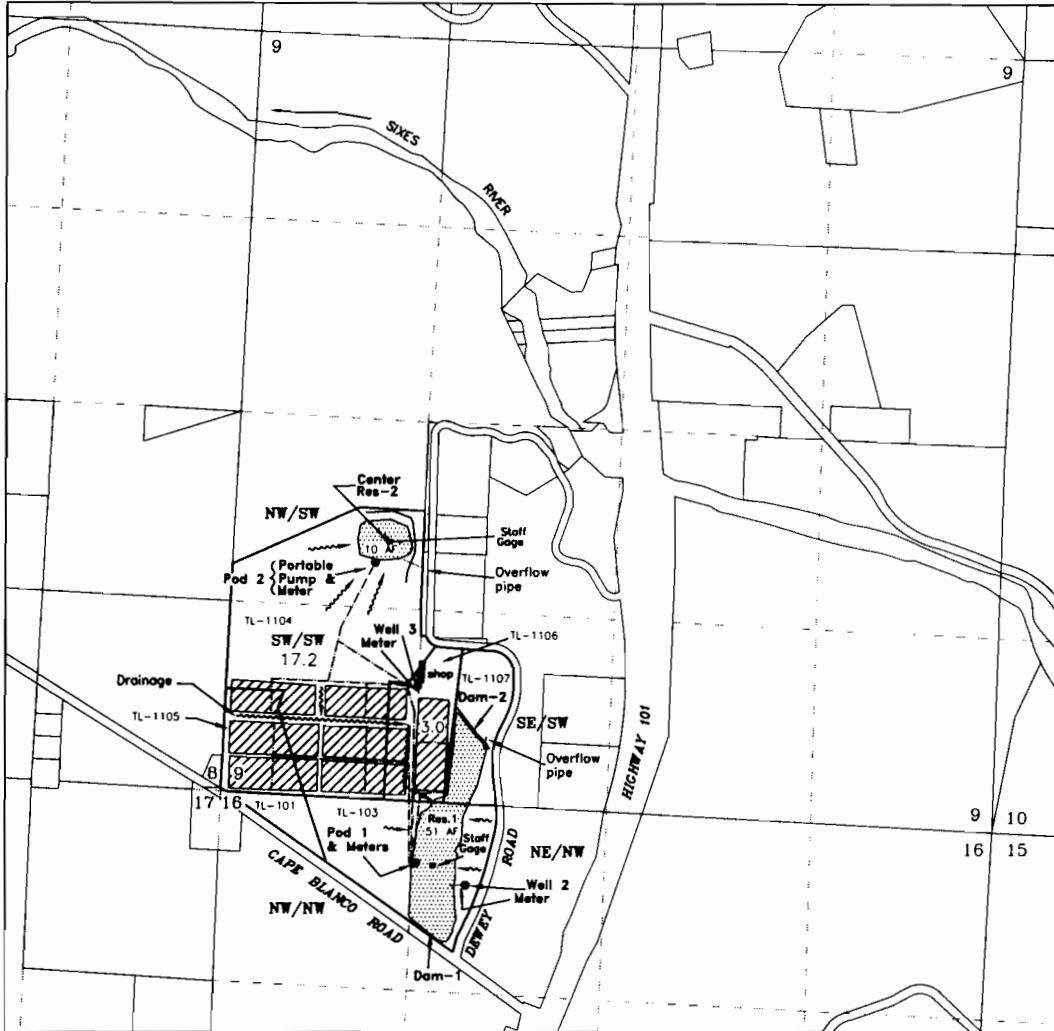 9
9
SIXES
RIVER
Center
Res-2
NW/SW
Staff
Gage
10 AF
Portable
Pod 2 { Pump &
Meter
Overflow
pipe
TL-1104
Well 3
Meter
TL-1106
SW/SW
17.2
shop
TL-1107
Drainage
Dam-2
TL-1105
3.0
SE/SW
Overflow
pipe
HIGHWAY 101
8 9
17 16
TL-101
TL-103
Res.1
51 AF
9 10
16 15
Pod 1
& Meters
Staff
Gage
NE/NW
ROAD
Well 2
Meter
CAPE BLANCO ROAD
NW/NW
DEWEY
Dam-1